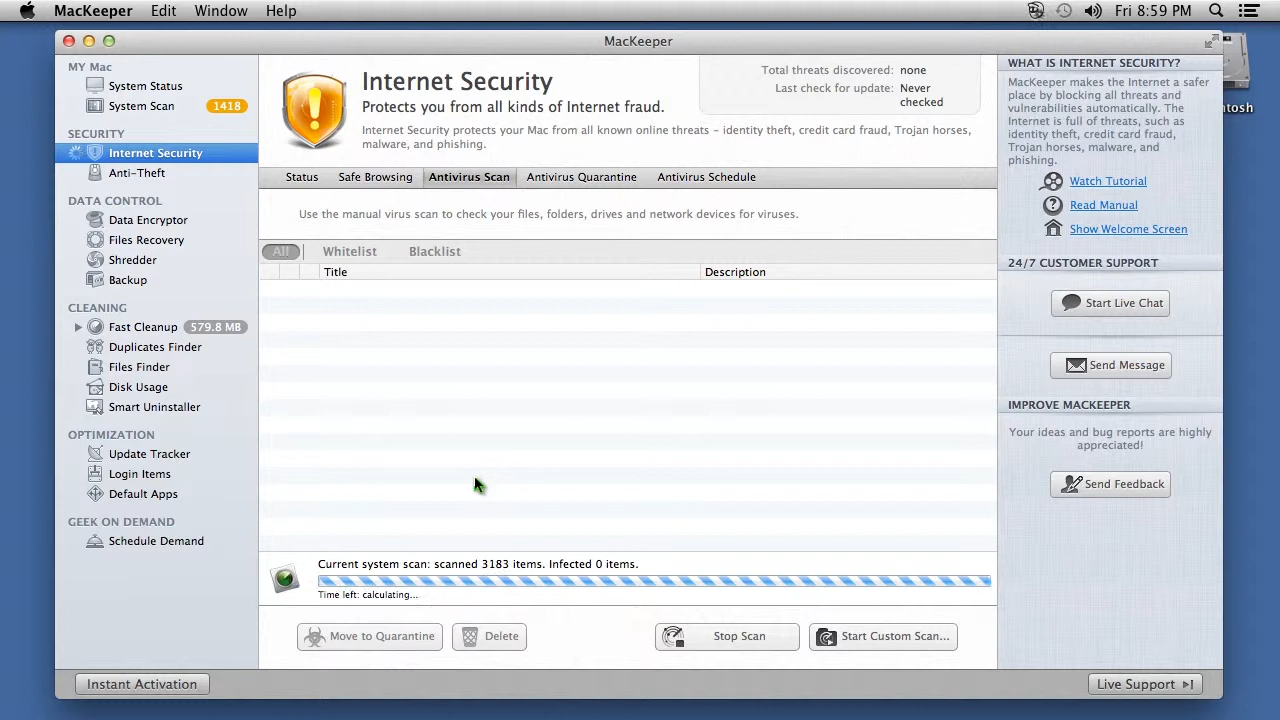 MacKeeper Edit Window Help Fri 8:59 PM
MacKeeper
MY Mac
System Status
System Scan 1418
SECURITY
Internet Security
Anti-Theft
DATA CONTROL
Data Encryptor
Files Recovery
Shredder
Backup
CLEANING
Fast Cleanup 579.8 MB
Duplicates Finder
Files Finder
Disk Usage
Smart Uninstaller
OPTIMIZATION
Update Tracker
Login Items
Default Apps
GEEK ON DEMAND
Schedule Demand
Instant Activation
Internet Security
Protects you from all kinds of Internet fraud.
Internet Security protects your Mac from all known online threats – identity theft, credit card fraud, Trojan horses,
malware, and phishing.
Total threats discovered: none
Last check for update: Never
checked
Status Safe Browsing Antivirus Scan Antivirus Quarantine Antivirus Schedule
Use the manual virus scan to check your files, folders, drives and network devices for viruses.
All Whitelist Blacklist
Title Description
Current system scan: scanned 3183 items. Infected 0 items.
Time left: calculating...
Move to Quarantine Delete Stop Scan Start Custom Scan...
WHAT IS INTERNET SECURITY?
MacKeeper makes the Internet a safer
place by blocking all threats and
vulnerabilities automatically. The
Internet is full of threats, such as
identity theft, credit card fraud,
Trojan horses, malware, and
phishing.
Watch Tutorial
Read Manual
Show Welcome Screen
24/7 CUSTOMER SUPPORT
Start Live Chat
Send Message
IMPROVE MACKEEPER
Your ideas and bug reports are highly
appreciated!
Send Feedback
Live Support
ntosh